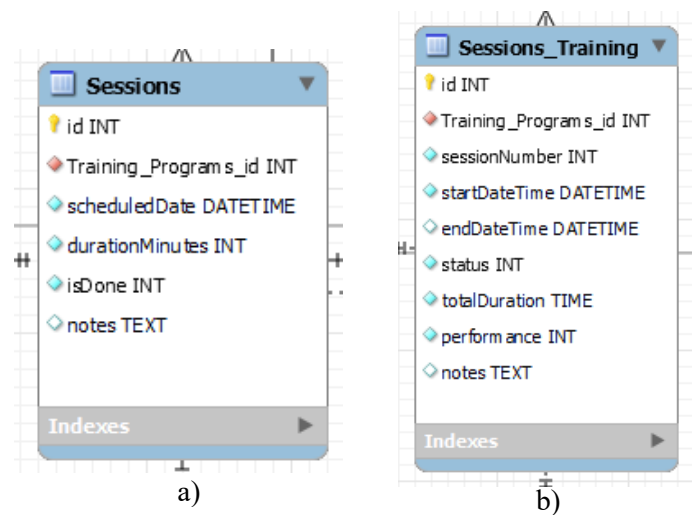 Sessions
id INT
Training_Programs_id INT
scheduledDate DATETIME
durationMinutes INT
isDone INT
notes TEXT
Indexes
a)
Sessions_Training
id INT
Training_Programs_id INT
sessionNumber INT
startDateTime DATETIME
endDateTime DATETIME
status INT
totalDuration TIME
performance INT
notes TEXT
Indexes
b)